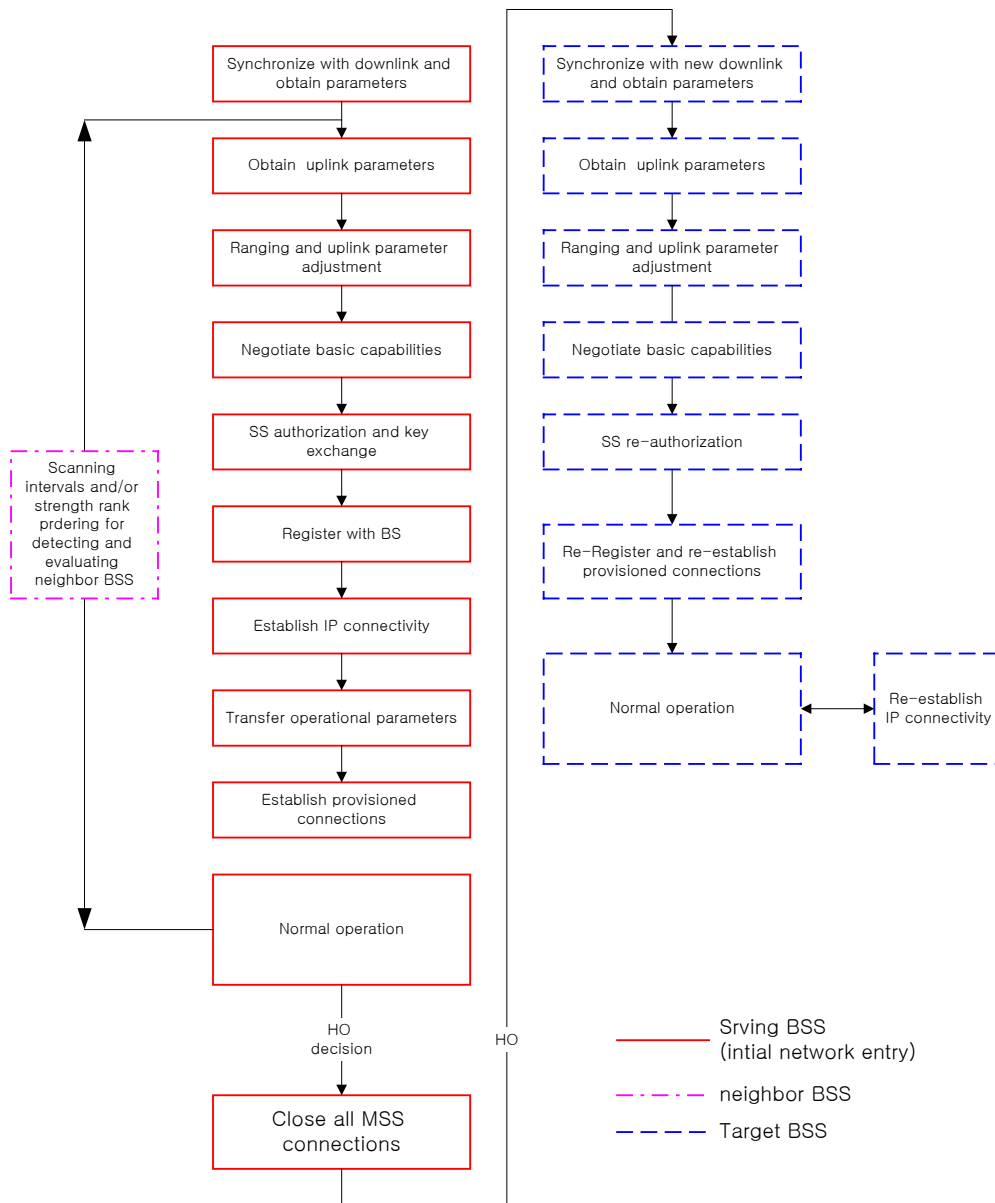 Synchronize with downlink and
obtain parameters
Obtain uplink parameters
Ranging and uplink parameter
adjustment
Negotiate basic capabilities
SS authorization and key
exchange
Register with BS
Establish IP connectivity
Transfer operational parameters
Establish provisioned
connections
Normal operation
HO
decision
Close all MSS
connections
Scanning
intervals and/or
strength rank
prdering for
detecting and
evaluating
neighbor BSS
HO
Synchronize with new downlink
and obtain parameters
Obtain uplink parameters
Ranging and uplink parameter
adjustment
Negotiate basic capabilities
SS re-authorization
Re-Register and re-establish
provisioned connections
Normal operation
Re-establish
IP connectivity
Srving BSS
(intial network entry)
neighbor BSS
Target BSS